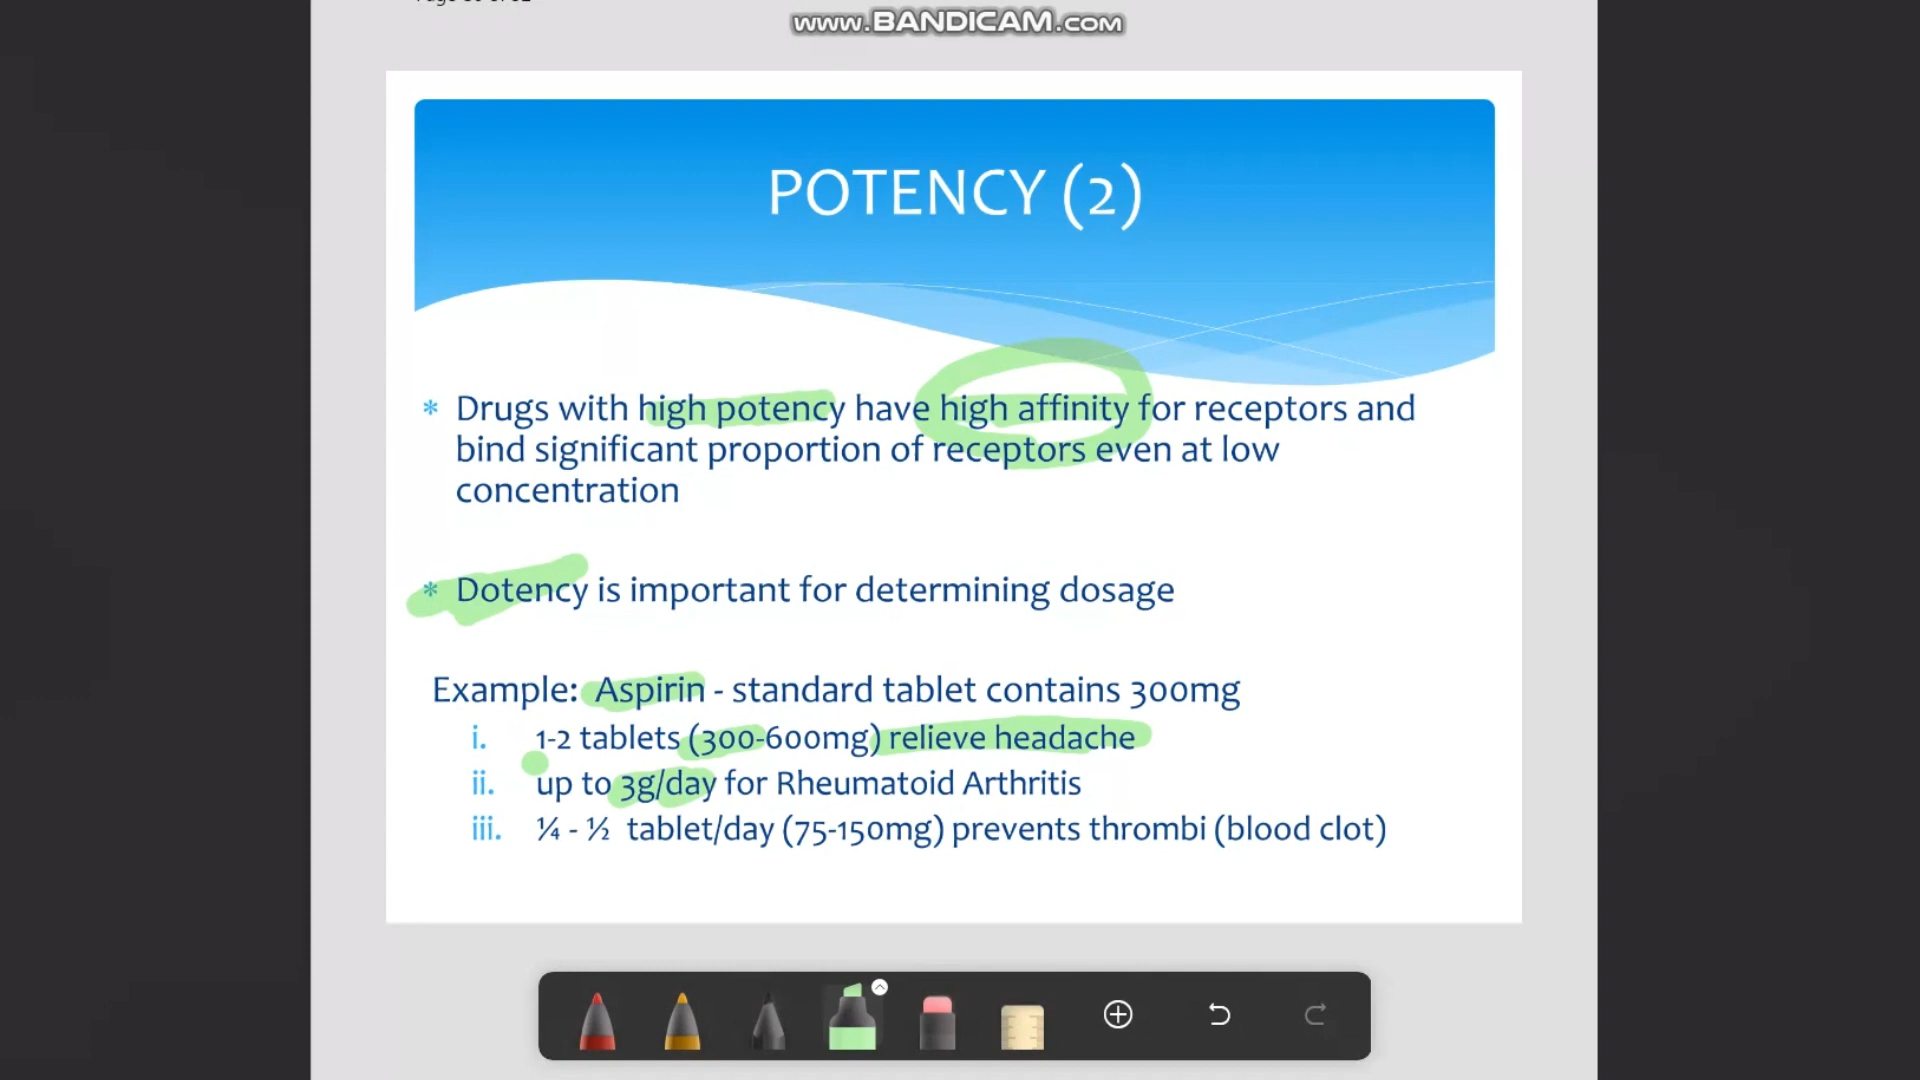 www.BANDICAM.com
POTENCY (2)
* Drugs with high potency have high affinity for receptors and
bind significant proportion of receptors even at low
concentration
* Dotency is important for determining dosage
Example: Aspirin - standard tablet contains 300mg
i. 1-2 tablets (300-600mg) relieve headache
ii. up to 3g/day for Rheumatoid Arthritis
iii. ¼ - ½ tablet/day (75-150mg) prevents thrombi (blood clot)